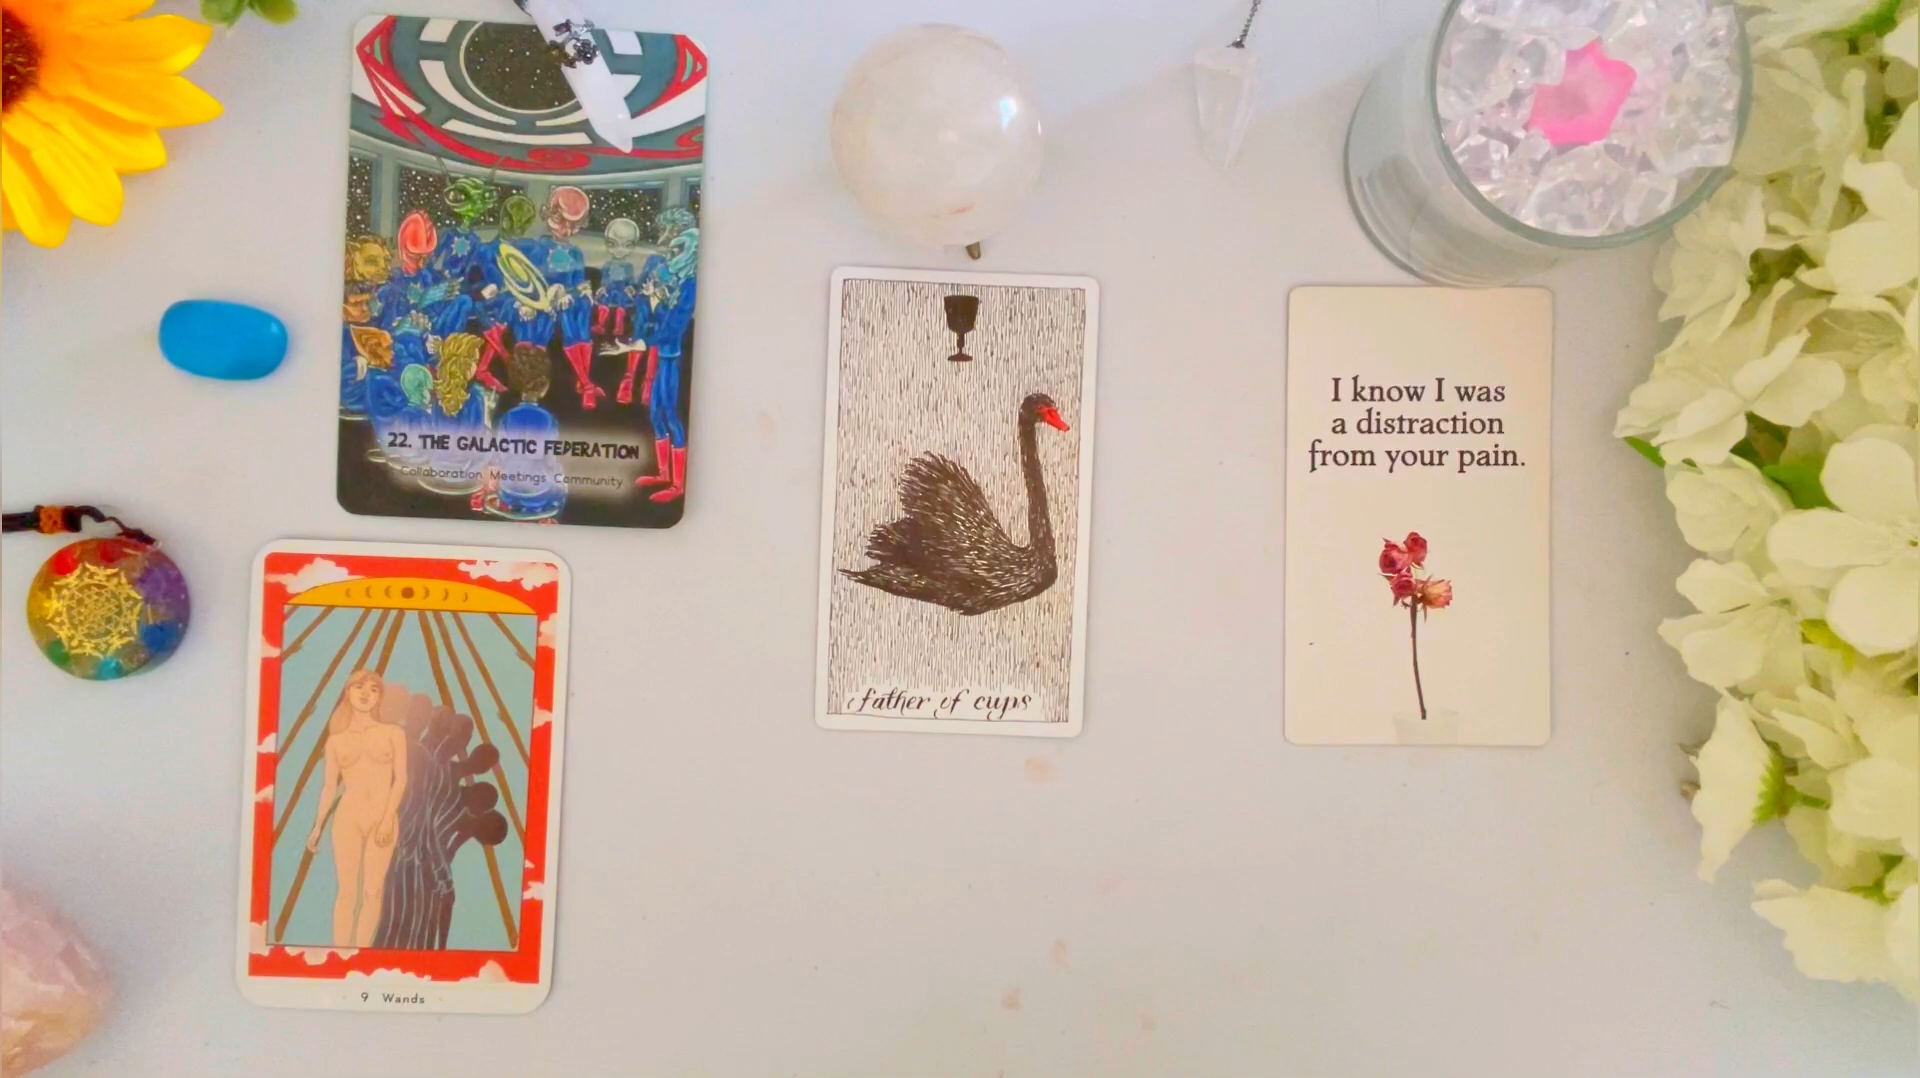 22. THE GALACTIC FEDERATION
Collaboration Meetings Community
father of cups
I know I was
a distraction
from your pain.
9 Wands